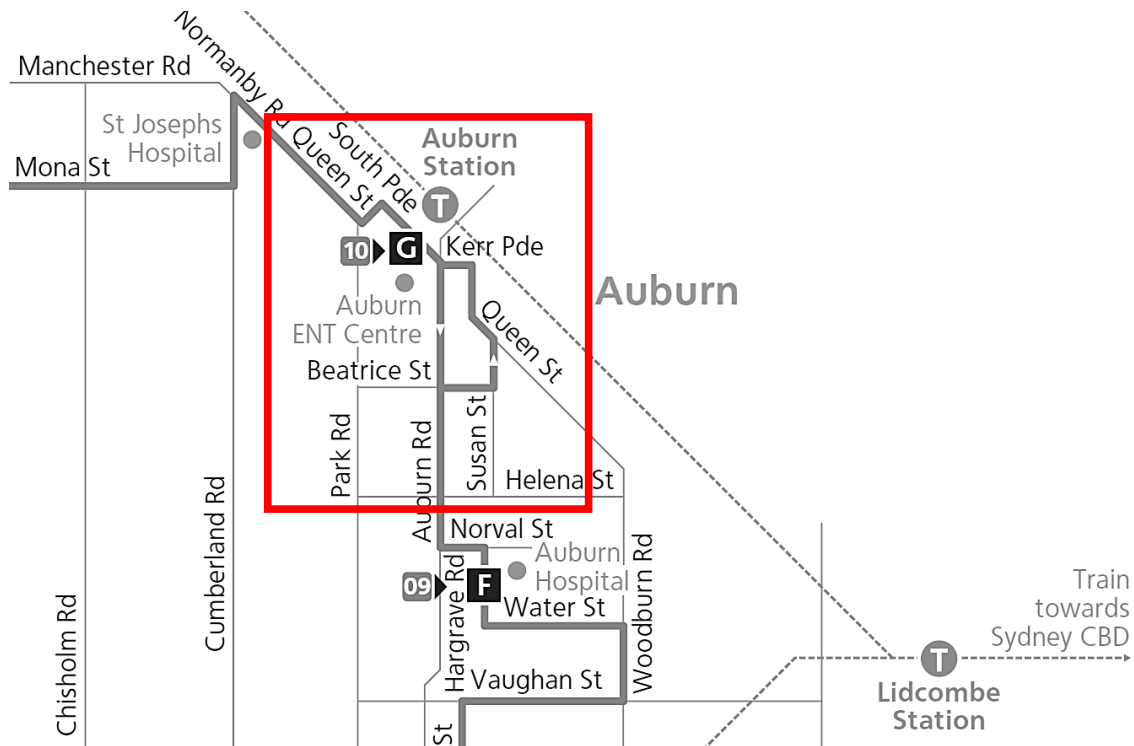 Normanby Rd
Manchester Rd
St Josephs
Hospital
Mona St
Queen St
South Pde
Auburn
Station
T
10
G
Kerr Pde
Auburn
ENT Centre
Queen St
Auburn
Beatrice St
Park Rd
Auburn Rd
Susan St
Helena St
Cumberland Rd
Norval St
Auburn
Hospital
09
F
Hargrave Rd
Water St
Woodburn Rd
Chisholm Rd
Vaughan St
St
Train
towards
Sydney CBD
T
Lidcombe
Station